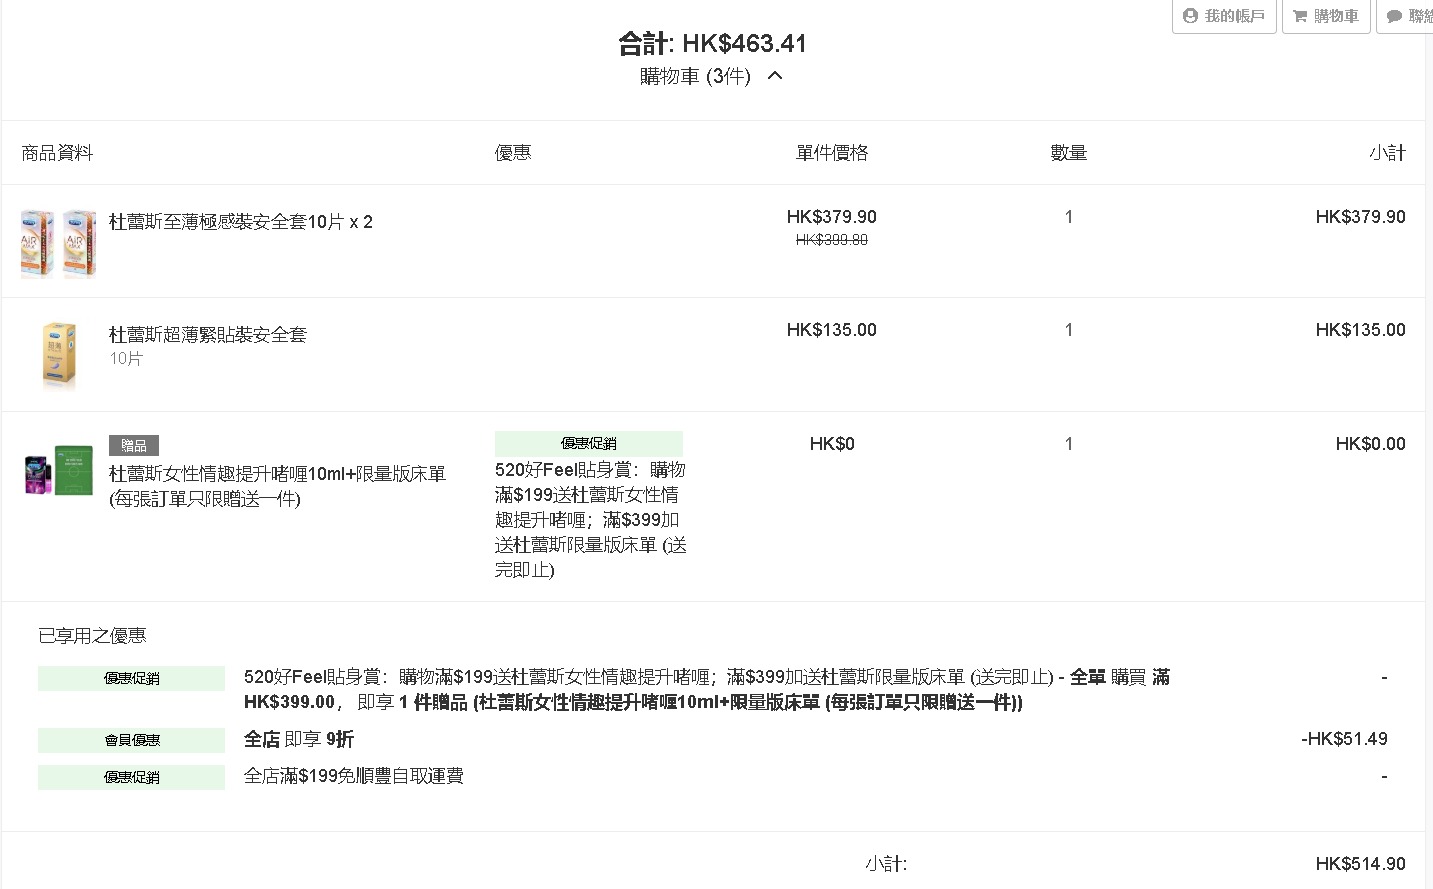 我的帳戶
購物車
聯絡
合計: HK$463.41
購物車 (3件)
商品資料
優惠
單件價格
數量
小計
杜蕾斯至薄極感裝安全套10片 x 2
HK$379.90
1
HK$379.90
HK$399.80
杜蕾斯超薄緊貼裝安全套
HK$135.00
1
HK$135.00
10片
贈品
杜蕾斯女性情趣提升啫喱10ml+限量版床單
(每張訂單只限贈送一件)
優惠促銷
520好Feel貼身賞：購物
滿$199送杜蕾斯女性情
趣提升啫喱；滿$399加
送杜蕾斯限量版床單 (送
完即止)
HK$0
1
HK$0.00
已享用之優惠
優惠促銷
520好Feel貼身賞：購物滿$199送杜蕾斯女性情趣提升啫喱；滿$399加送杜蕾斯限量版床單 (送完即止) - 全單 購買 滿
HK$399.00， 即享 1 件贈品 (杜蕾斯女性情趣提升啫喱10ml+限量版床單 (每張訂單只限贈送一件))
-
會員優惠
全店 即享 9折
-HK$51.49
優惠促銷
全店滿$199免順豐自取運費
-
小計:
HK$514.90